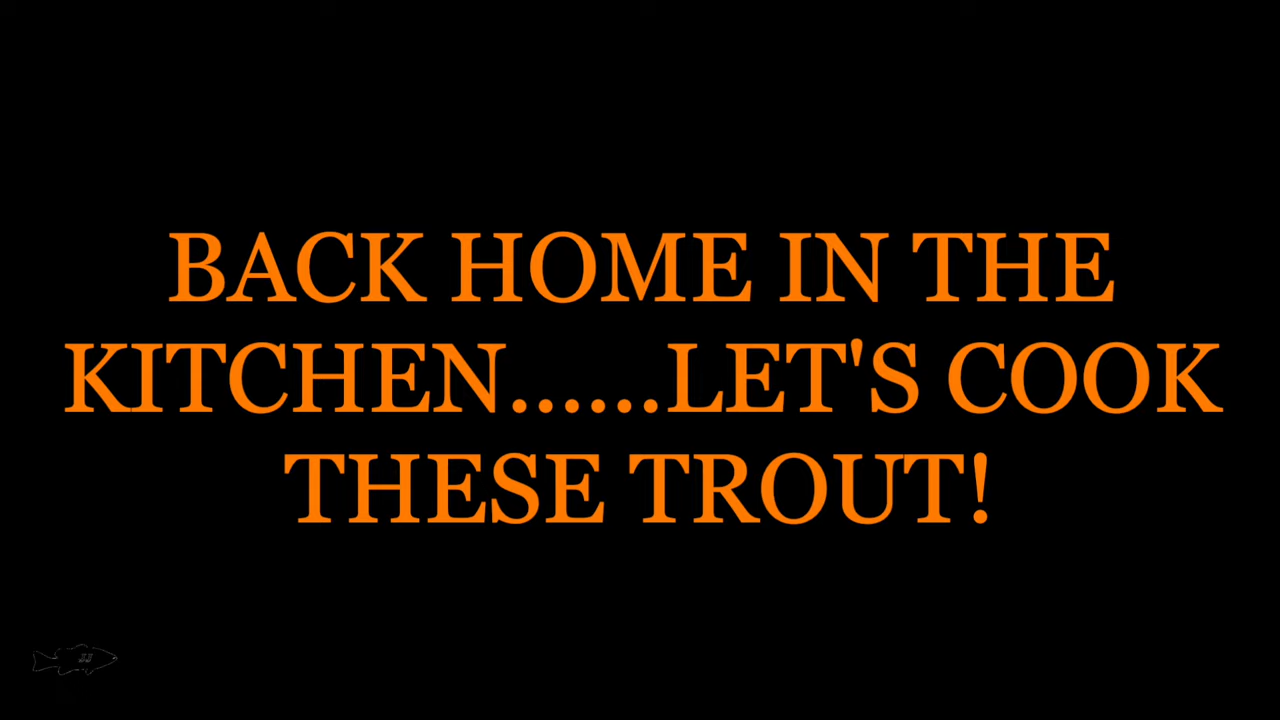 BACK HOME IN THE
KITCHEN......LET'S COOK
THESE TROUT!